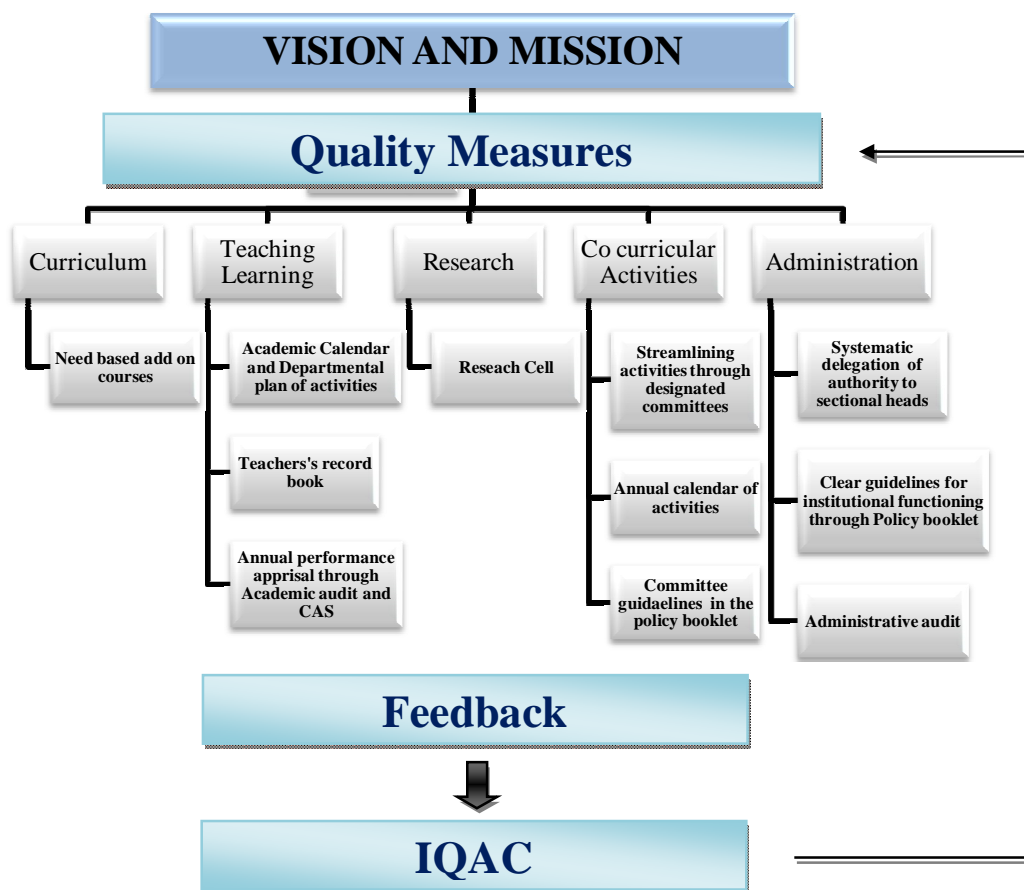 VISION AND MISSION
Quality Measures
Curriculum
Need based add on
courses
Teaching
Learning
Academic Calendar
and Departmental
plan of activities
Teachers's record
book
Annual performance
apprisal through
Academic audit and
CAS
Research
Reseach Cell
Co curricular
Activities
Streamlining
activities through
designated
committees
Annual calendar of
activities
Committee
guidaelines in the
policy booklet
Administration
Systematic
delegation of
authority to
sectional heads
Clear guidelines for
institutional functioning
through Policy booklet
Administrative audit
Feedback
IQAC